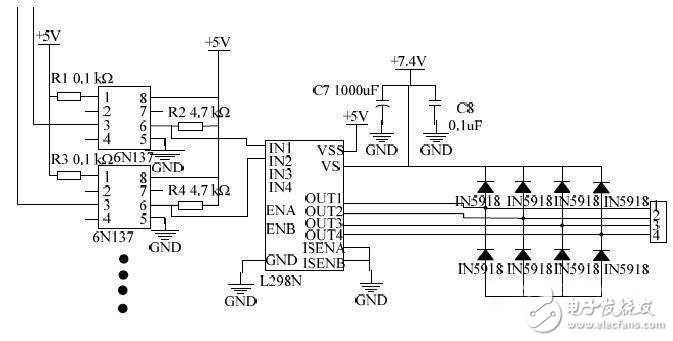 +5V
+5V
+7.4V
R1 0,1 kΩ
C7 1000uF
1
8
2
7
R2 4,7 kΩ
+5V
C8
3
6
0,1uF
4
5
GND
GND
6N137
GND
IN1
VSS
R3 0,1 kΩ
IN2
VS
1
8
IN3
2
7
R4 4,7 kΩ
IN4
3
6
OUT1
IN5918
IN5918
IN5918
IN5918
1
4
5
ENA
OUT2
2
6N137
GND
ENB
OUT3
3
OUT4
4
ISENA
GND
ISENB
IN5918
IN5918
IN5918
IN5918
L298N
GND
GND
电子发烧友
www.elecfans.com